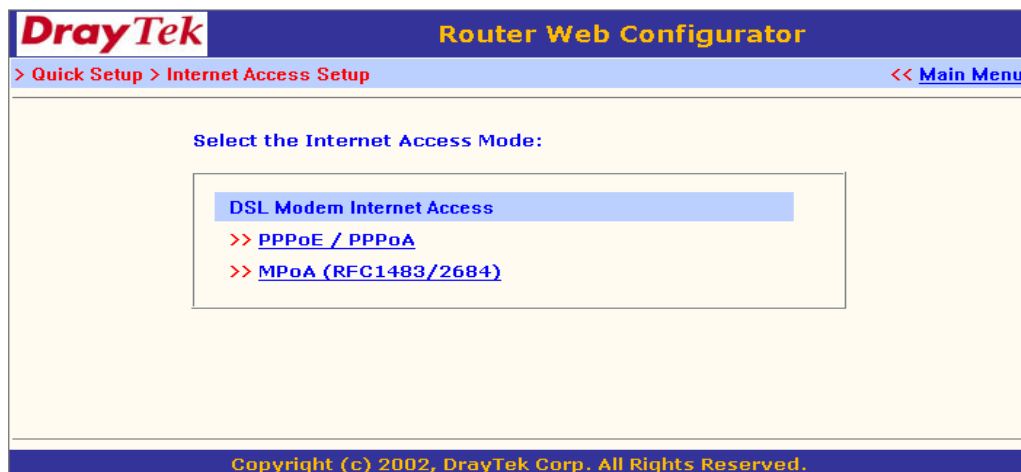 DrayTek Router Web Configurator
> Quick Setup > Internet Access Setup << Main Menu
Select the Internet Access Mode:
DSL Modem Internet Access
>> PPPoE / PPPoA
>> MPoA (RFC1483/2684)
Copyright (c) 2002, DrayTek Corp. All Rights Reserved.